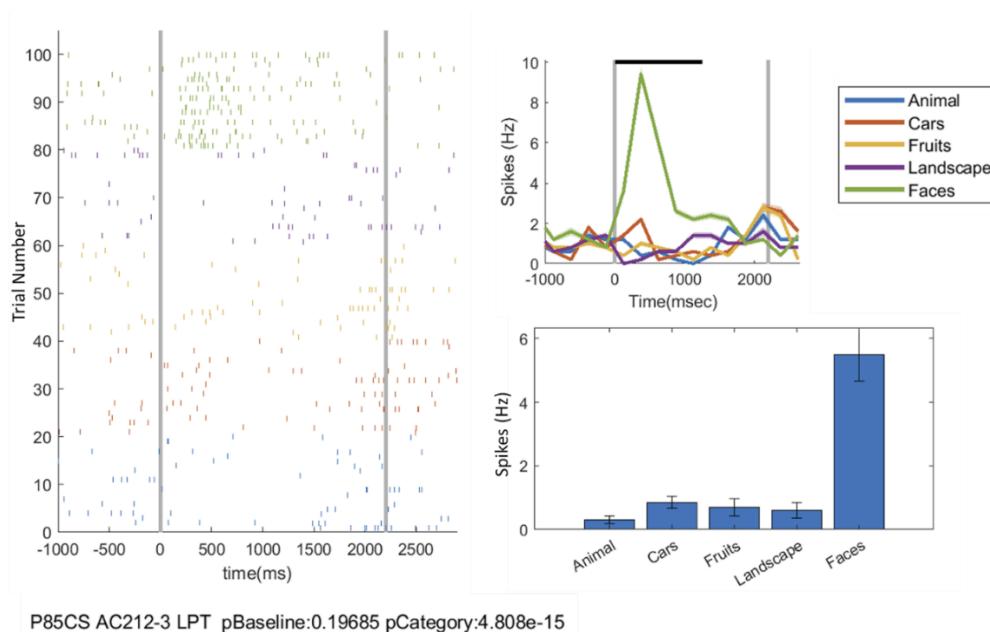 100
90
80
70
60
50
40
30
20
10
0
Trial Number
-1000 -500 0 500 1000 1500 2000 2500
time(ms)
10
8
6
4
2
0
Spikes (Hz)
-1000 0 1000 2000
Time(msec)
Animal
Cars
Fruits
Landscape
Faces
6
4
2
0
Spikes (Hz)
Animal Cars Fruits Landscape Faces
P85CS AC212-3 LPT pBaseline:0.19685 pCategory:4.808e-15